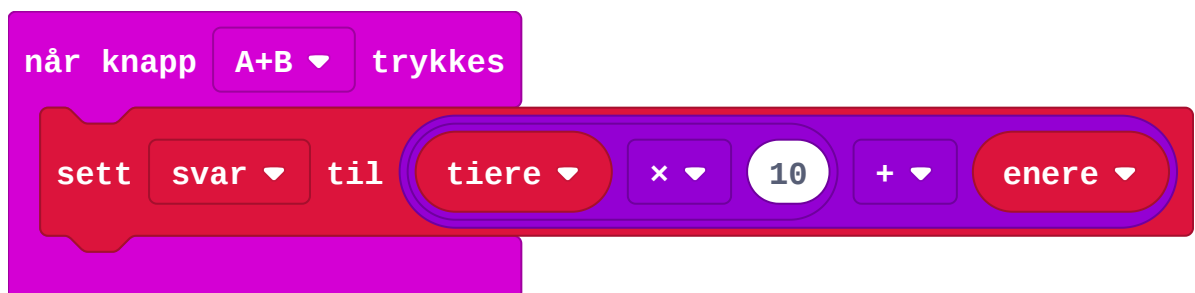 når knapp A+B trykkes
sett svar til tiere × 10 + enere